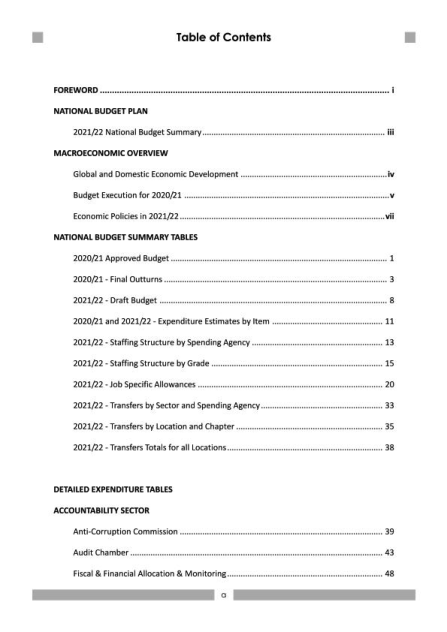 Table of Contents
FOREWORD ........................................................................................................................ i
NATIONAL BUDGET PLAN
2021/22 National Budget Summary ................................................................................ iii
MACROECONOMIC OVERVIEW
Global and Domestic Economic Development ................................................................iv
Budget Execution for 2020/21 ........................................................................................v
Economic Policies in 2021/22 .........................................................................................vii
NATIONAL BUDGET SUMMARY TABLES
2020/21 Approved Budget ............................................................................................... 1
2020/21 - Final Outturns .................................................................................................. 3
2021/22 - Draft Budget .................................................................................................... 8
2020/21 and 2021/22 - Expenditure Estimates by Item ................................................ 11
2021/22 - Staffing Structure by Spending Agency ......................................................... 13
2021/22 - Staffing Structure by Grade ........................................................................... 15
2021/22 - Job Specific Allowances ................................................................................. 20
2021/22 - Transfers by Sector and Spending Agency ..................................................... 33
2021/22 - Transfers by Location and Chapter ................................................................ 35
2021/22 - Transfers Totals for all Locations .................................................................... 38
DETAILED EXPENDITURE TABLES
ACCOUNTABILITY SECTOR
Anti-Corruption Commission ......................................................................................... 39
Audit Chamber ............................................................................................................... 43
Fiscal & Financial Allocation & Monitoring .................................................................... 48
a